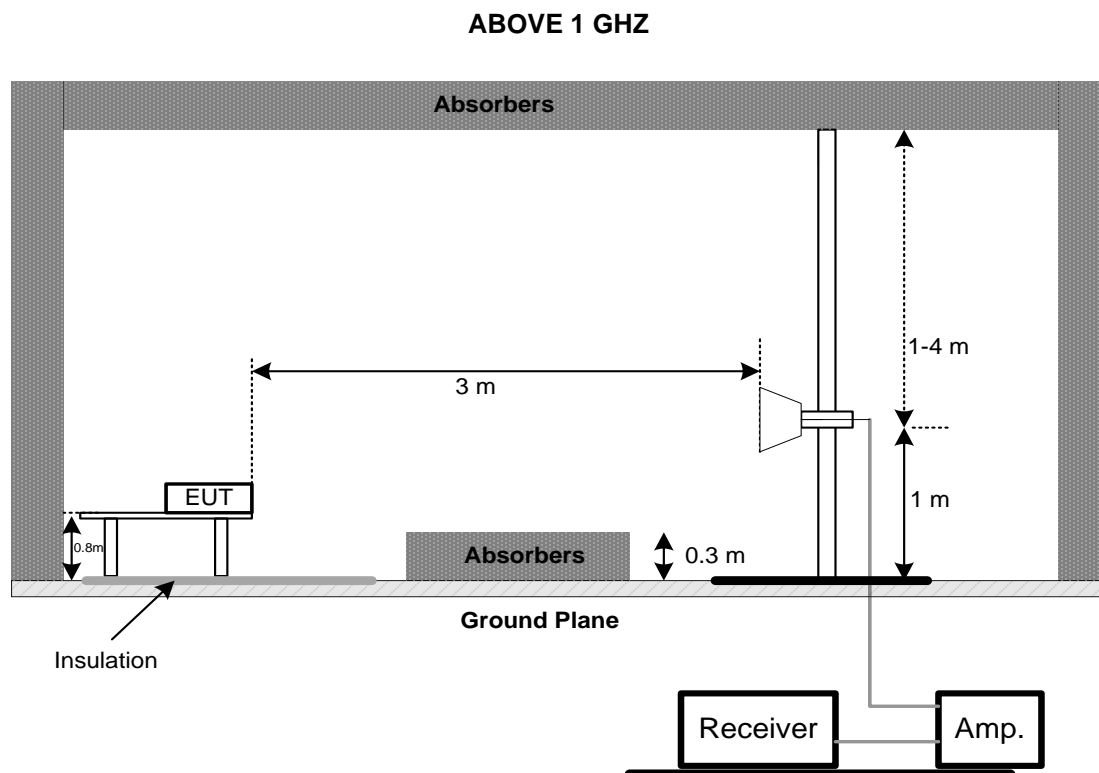 ABOVE 1 GHZ
Absorbers
1-4 m
3 m
EUT
1 m
0.8m
Absorbers
0.3 m
Ground Plane
Insulation
Receiver
Amp.